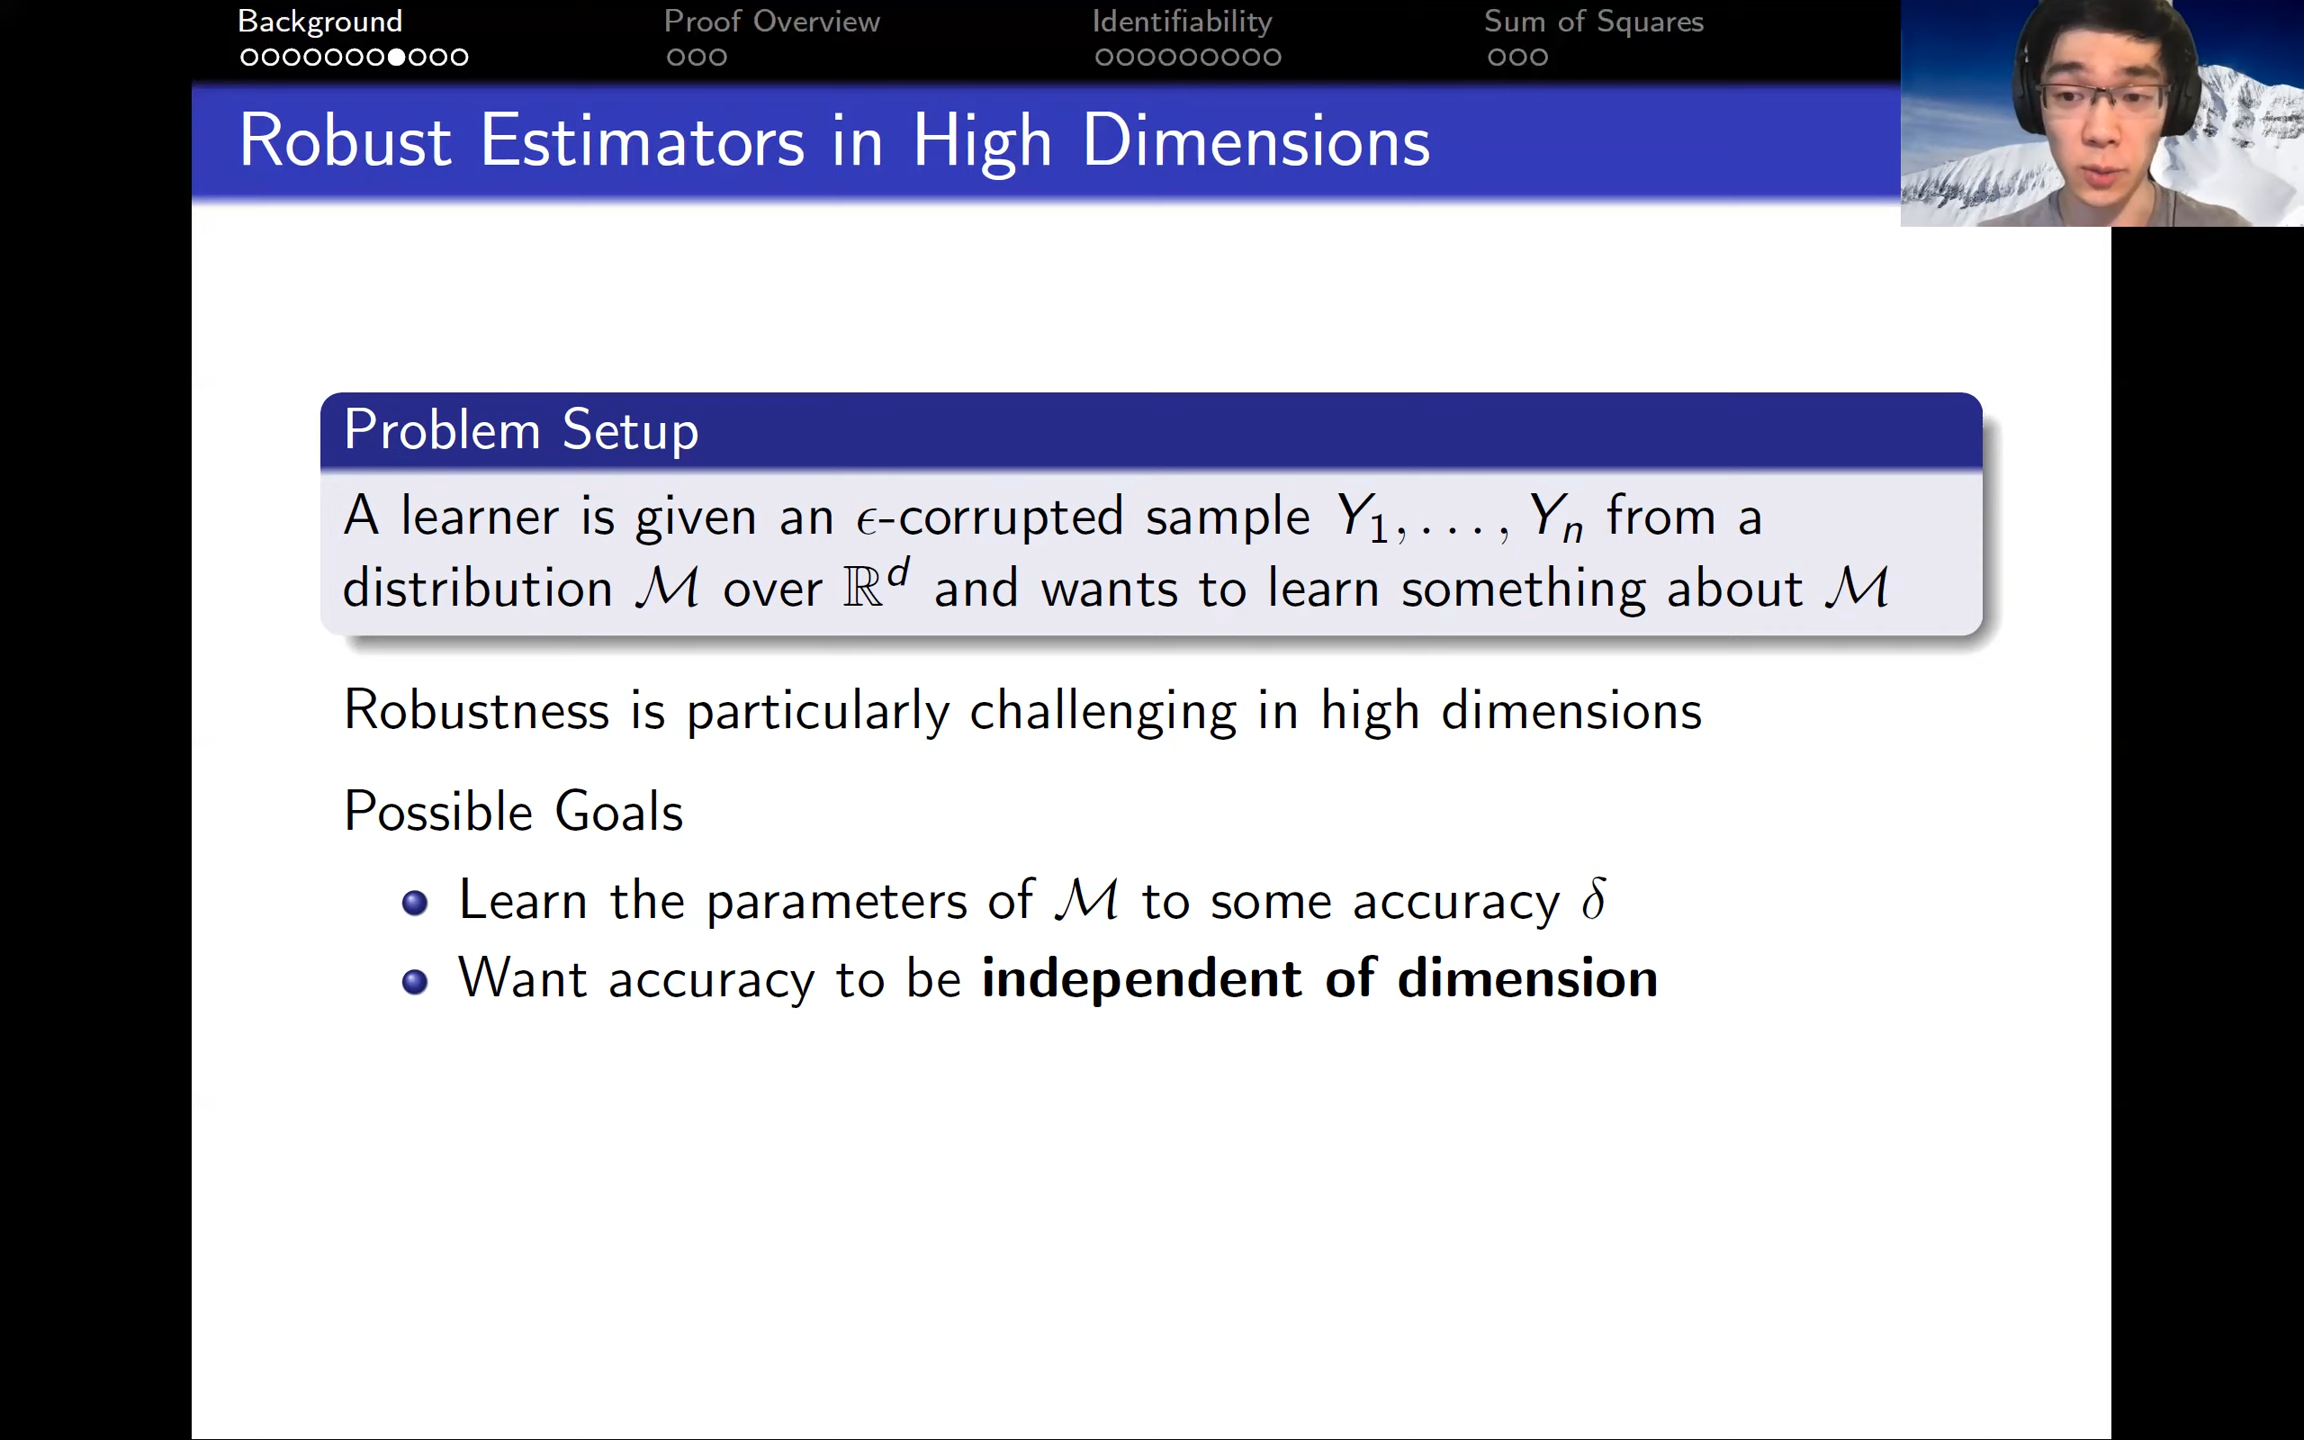 Background
Proof Overview
Identifiability
Sum of Squares
Robust Estimators in High Dimensions
Problem Setup
A learner is given an ϵ-corrupted sample Y₁, . . . , Yₙ from a
distribution ℳ over ℝᵈ and wants to learn something about ℳ
Robustness is particularly challenging in high dimensions
Possible Goals
Learn the parameters of ℳ to some accuracy δ
Want accuracy to be independent of dimension